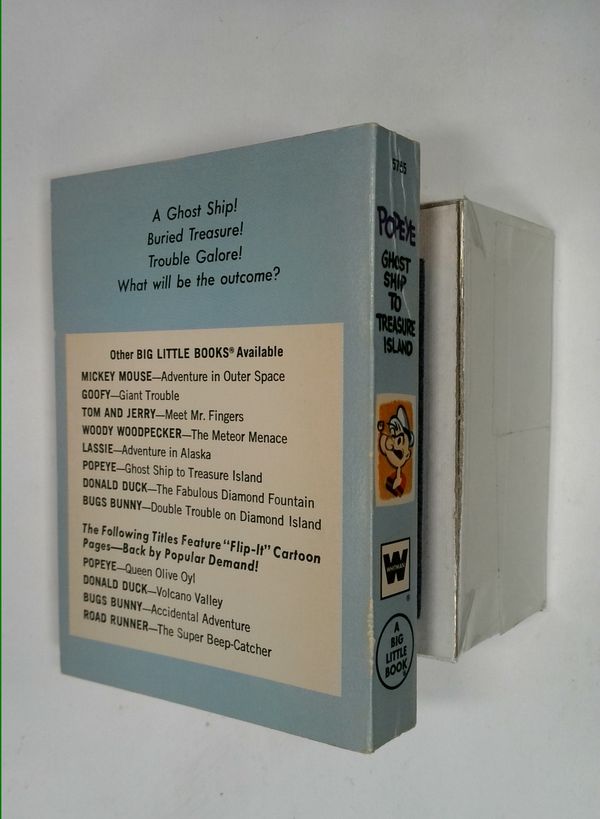 A Ghost Ship!
Buried Treasure!
Trouble Galore!
What will be the outcome?
Other BIG LITTLE BOOKS® Available
MICKEY MOUSE—Adventure in Outer Space
GOOFY—Giant Trouble
TOM AND JERRY—Meet Mr. Fingers
WOODY WOODPECKER—The Meteor Menace
LASSIE—Adventure in Alaska
POPEYE—Ghost Ship to Treasure Island
DONALD DUCK—The Fabulous Diamond Fountain
BUGS BUNNY—Double Trouble on Diamond Island
The Following Titles Feature "Flip-It" Cartoon
Pages—Back by Popular Demand!
POPEYE—Queen Olive Oyl
DONALD DUCK—Volcano Valley
BUGS BUNNY—Accidental Adventure
ROAD RUNNER—The Super Beep-Catcher
5755
POPEYE
GHOST
SHIP
TO
TREASURE
ISLAND
W
WHITMAN
®
A
BIG
LITTLE
BOOK